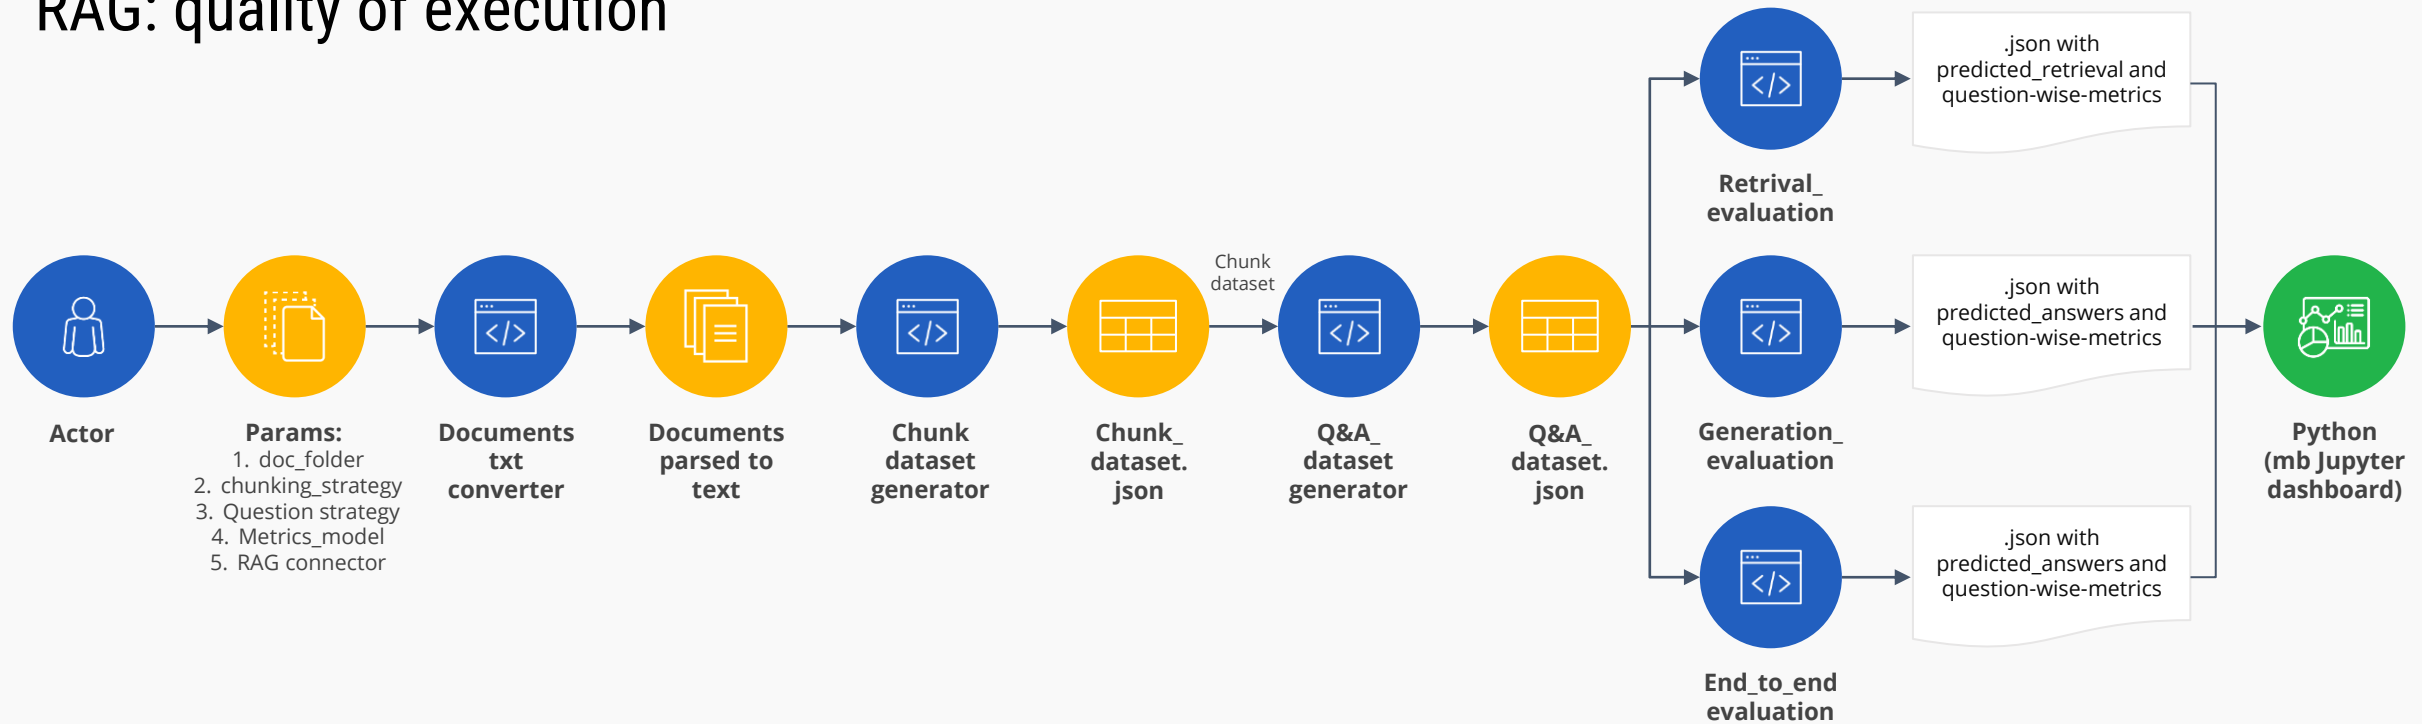 RAG: quality of execution
.json with
predicted_retrieval and
question-wise-metrics
Retrival_
evaluation
Chunk
dataset
.json with
predicted_answers and
question-wise-metrics
Actor
Params:
1. doc_folder
2. chunking_strategy
3. Question strategy
4. Metrics_model
5. RAG connector
Documents
txt
converter
Documents
parsed to
text
Chunk
dataset
generator
Chunk_
dataset.
json
Q&A_
dataset
generator
Q&A_
dataset.
json
Generation_
evaluation
Python
(mb Jupyter
dashboard)
.json with
predicted_answers and
question-wise-metrics
End_to_end
evaluation